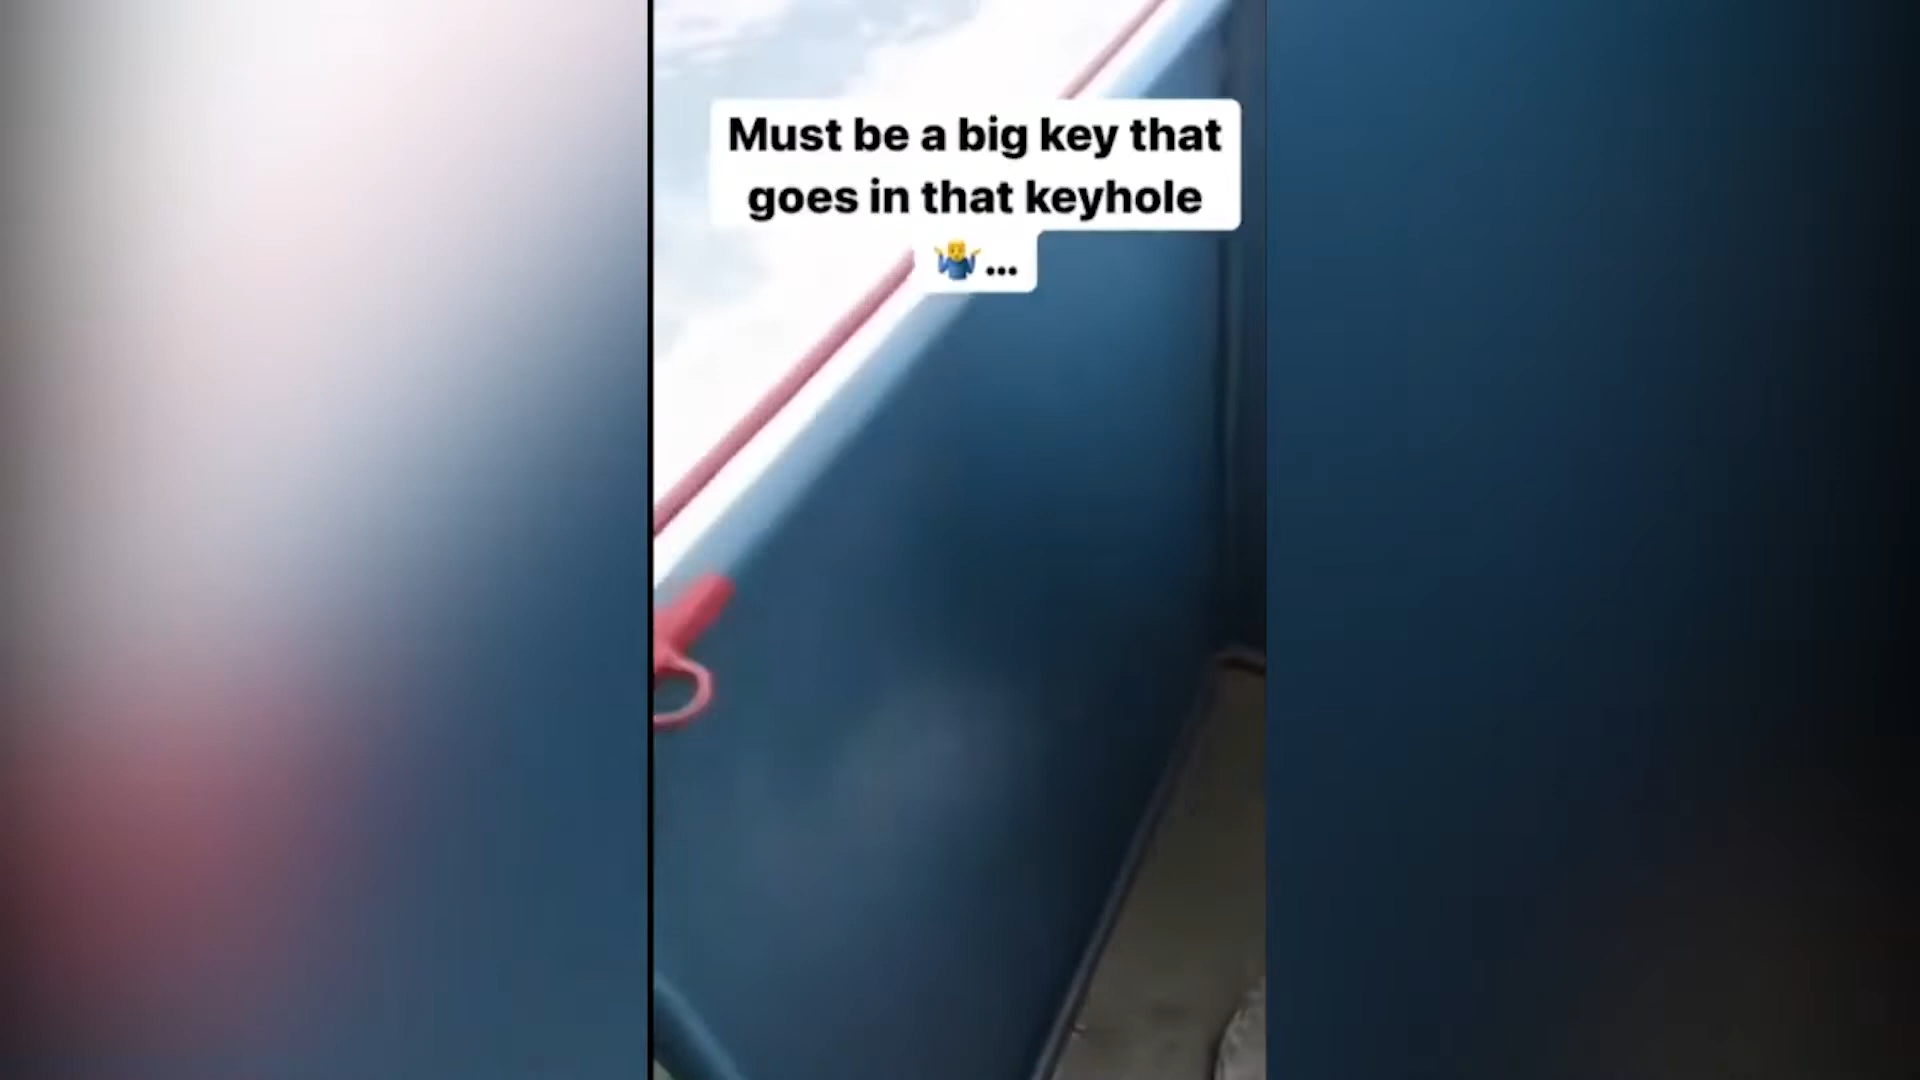 Must be a big key that
goes in that keyhole
🤷‍♂️...